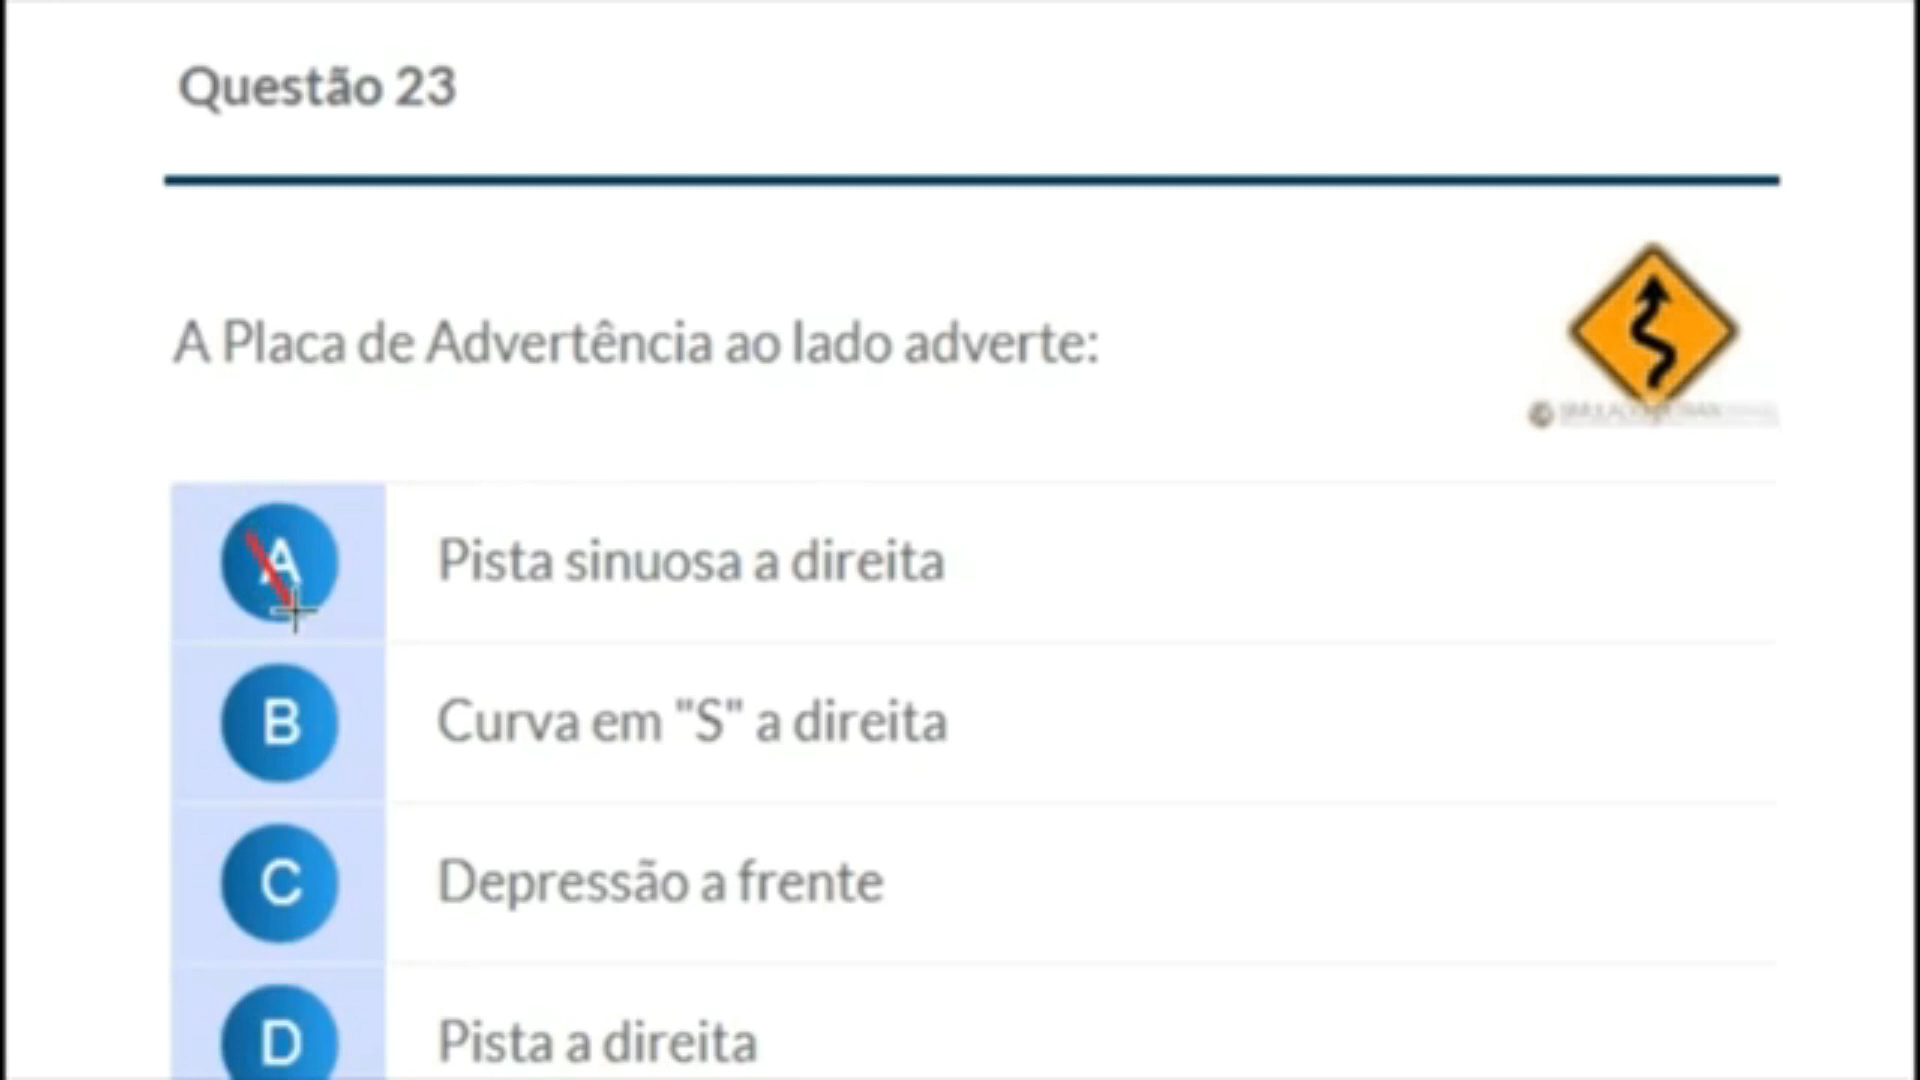 Questão 23
A Placa de Advertência ao lado adverte:
A Pista sinuosa a direita
B Curva em "S" a direita
C Depressão a frente
D Pista a direita